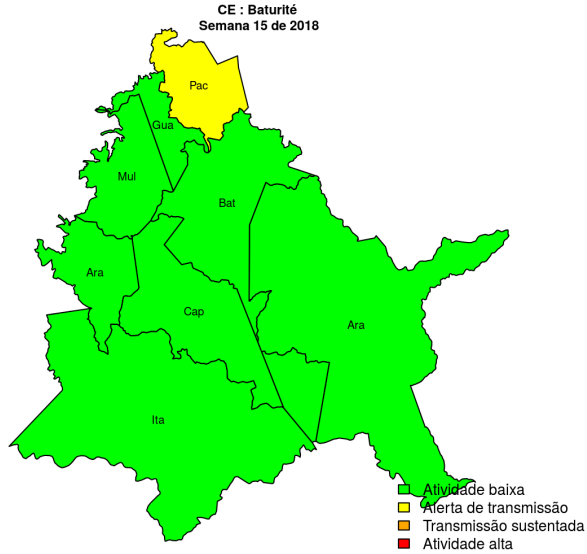 CE : Baturité
Semana 15 de 2018
Pac
Gua
Mul
Bat
Ara
Cap
Ara
Ita
Atividade baixa
Alerta de transmissão
Transmissão sustentada
Atividade alta